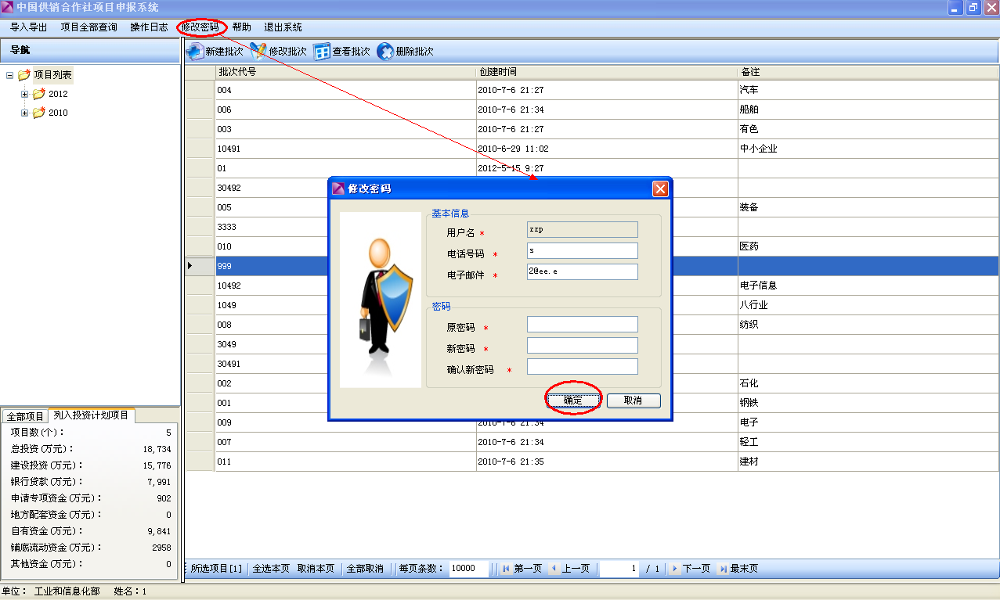 中国供销合作社项目申报系统
导入导出 项目全部查询 操作日志 修改密码 帮助 退出系统
导航
新建批次 修改批次 查看批次 删除批次
项目列表
2012
2010
批次代号 创建时间 备注
004 2010-7-6 21:27 汽车
006 2010-7-6 21:34 船舶
003 2010-7-6 21:27 有色
10491 2010-6-29 11:02 中小企业
01 2012-5-15 9:27
30492
005 装备
3333
010 医药
999
10492 电子信息
1049 八行业
008 纺织
3049
30491
002 石化
001 钢铁
009 2010-7-6 21:34 电子
007 2010-7-6 21:34 轻工
011 2010-7-6 21:35 建材
修改密码
基本信息
用户名 * zzp
电话号码 * s
电子邮件 * 2@ee.e
密码
原密码 *
新密码 *
确认新密码 *
确定 取消
全部项目 列入投资计划项目
项目数(个): 5
总投资(万元): 18,734
建设投资(万元): 15,776
银行贷款(万元): 7,991
申请专项资金(万元): 902
地方配套资金(万元): 0
自有资金(万元): 9,841
铺底流动资金(万元): 2958
其他资金(万元): 0
所选项目[1] 全选本页 取消本页 全部取消 每页条数: 10000 第一页 上一页 1 / 1 下一页 最末页
单位: 工业和信息化部 姓名:1